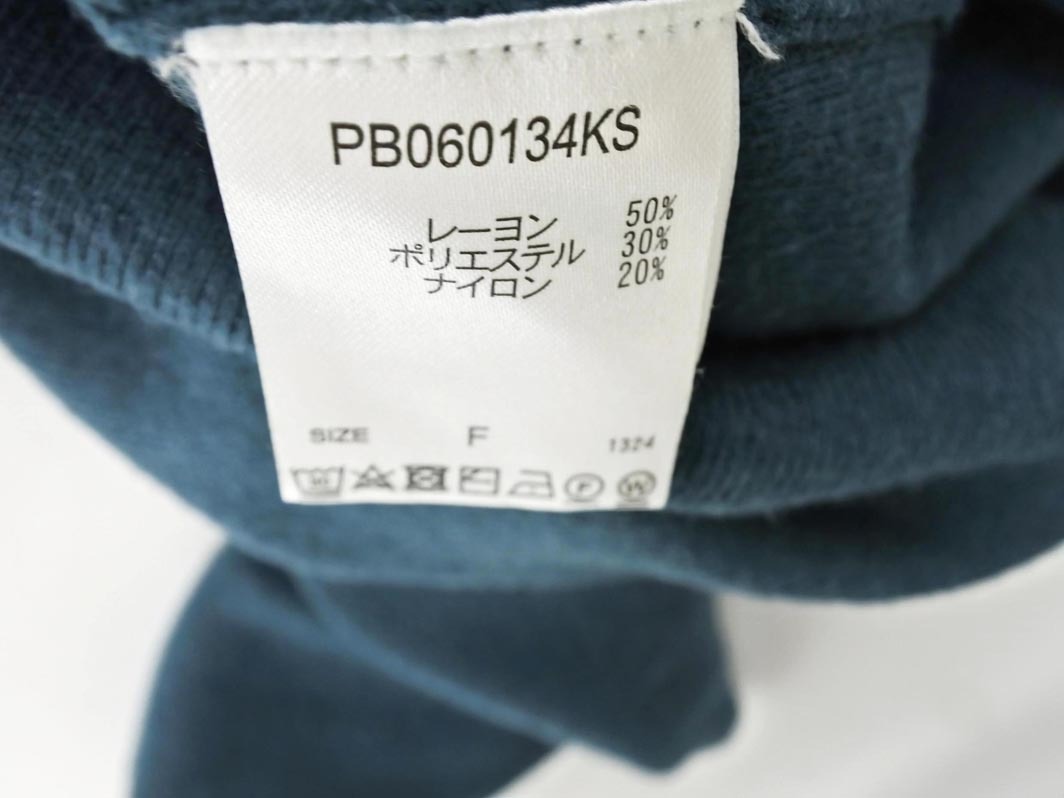 PB060134KS
レーヨン 50%
ポリエステル 30%
ナイロン 20%
SIZE F 1324